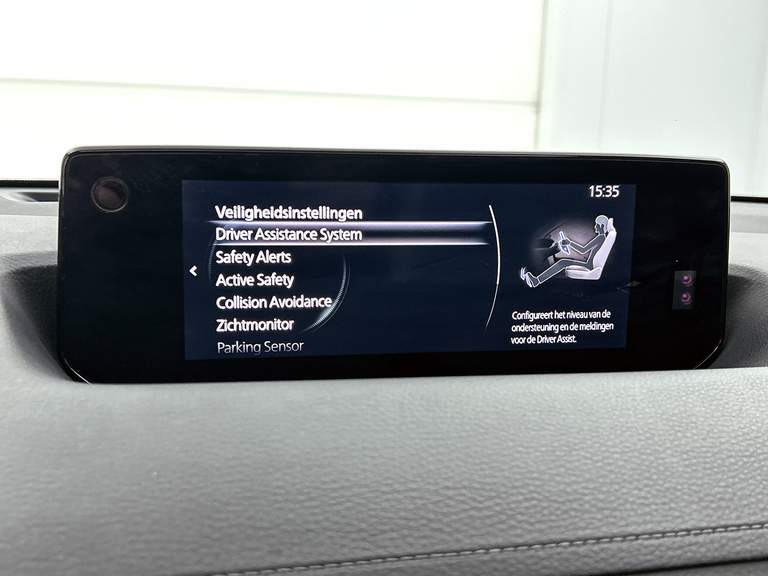 15:35
Veiligheidsinstellingen
Driver Assistance System
Safety Alerts
Active Safety
Collision Avoidance
Zichtmonitor
Parking Sensor
Configureert het niveau van de
ondersteuning en de meldingen
voor de Driver Assist.